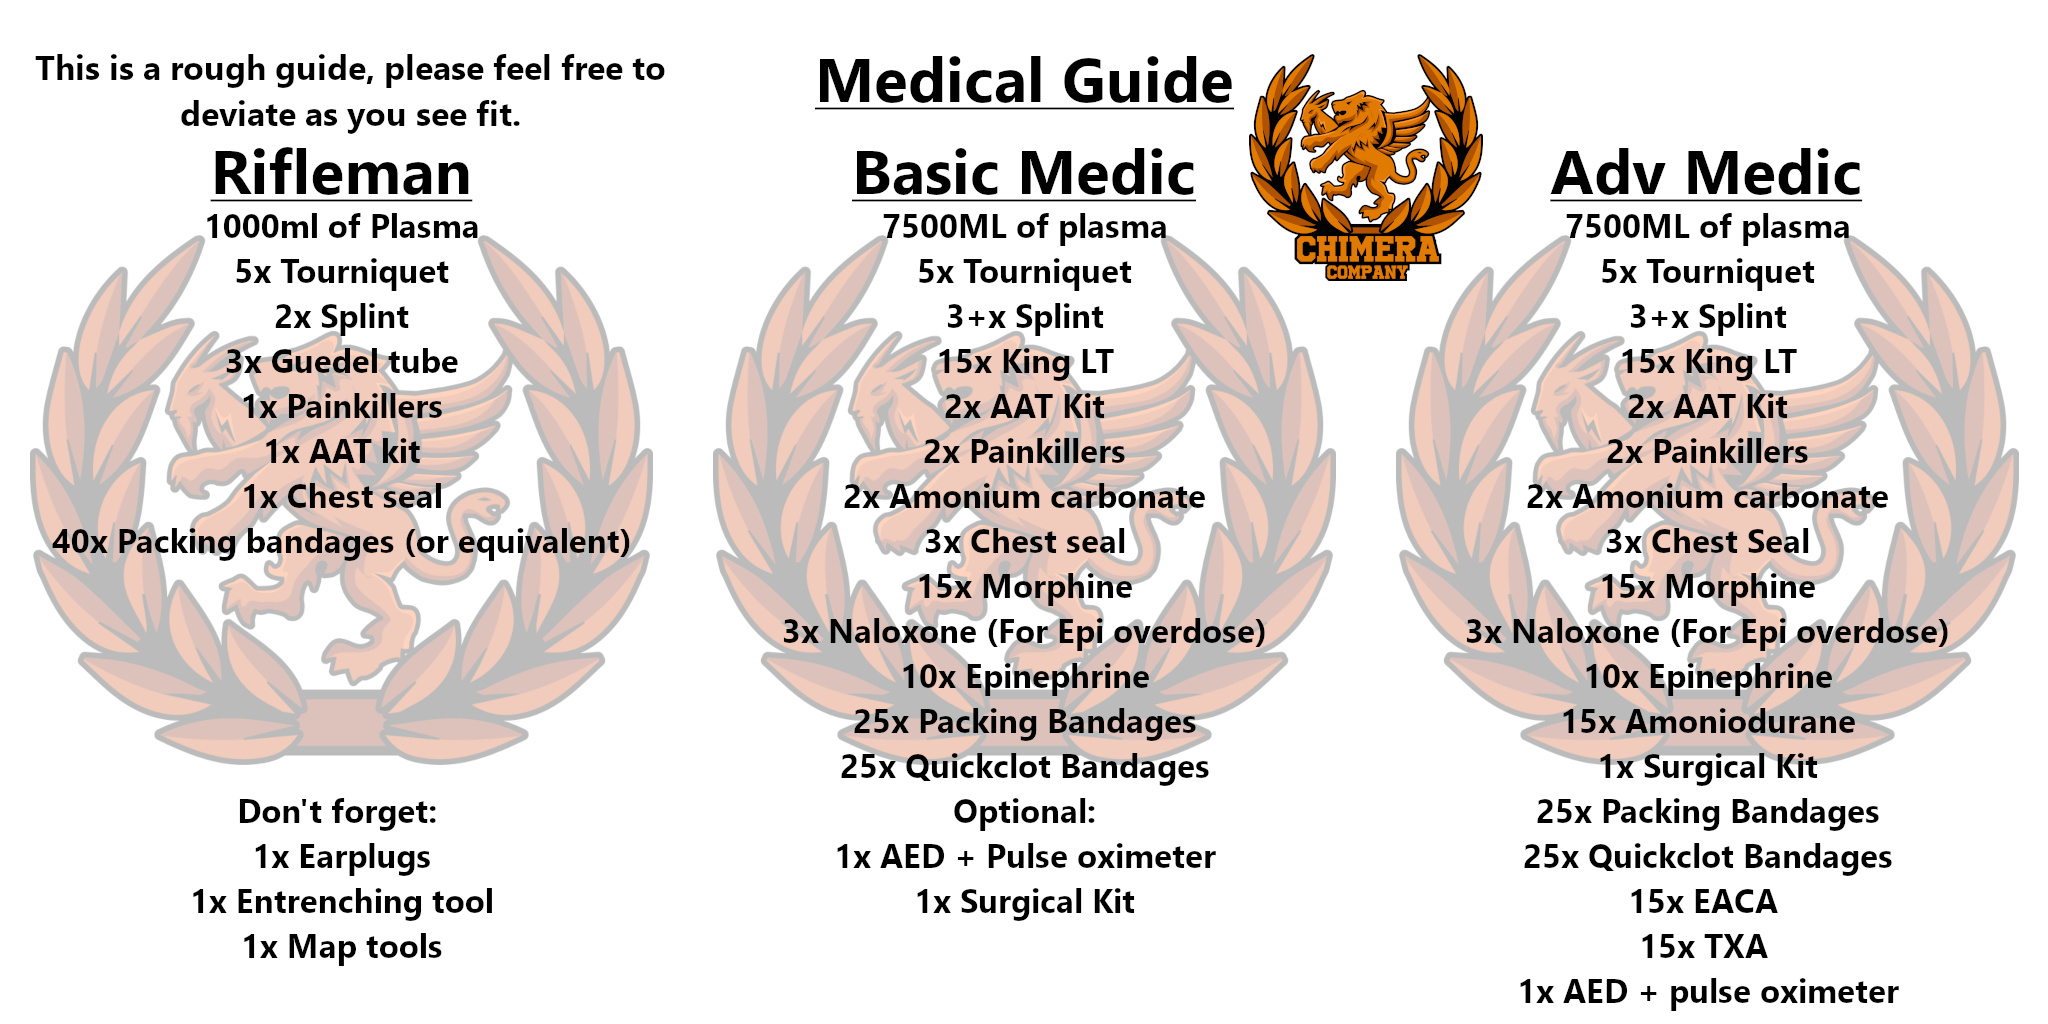 This is a rough guide, please feel free to
deviate as you see fit.
Medical Guide
CHIMERA
COMPANY
Rifleman
1000ml of Plasma
5x Tourniquet
2x Splint
3x Guedel tube
1x Painkillers
1x AAT kit
1x Chest seal
40x Packing bandages (or equivalent)
Don't forget:
1x Earplugs
1x Entrenching tool
1x Map tools
Basic Medic
7500ML of plasma
5x Tourniquet
3+x Splint
15x King LT
2x AAT Kit
2x Painkillers
2x Amonium carbonate
3x Chest seal
15x Morphine
3x Naloxone (For Epi overdose)
10x Epinephrine
25x Packing Bandages
25x Quickclot Bandages
Optional:
1x AED + Pulse oximeter
1x Surgical Kit
Adv Medic
7500ML of plasma
5x Tourniquet
3+x Splint
15x King LT
2x AAT Kit
2x Painkillers
2x Amonium carbonate
3x Chest Seal
15x Morphine
3x Naloxone (For Epi overdose)
10x Epinephrine
15x Amoniodurane
1x Surgical Kit
25x Packing Bandages
25x Quickclot Bandages
15x EACA
15x TXA
1x AED + pulse oximeter